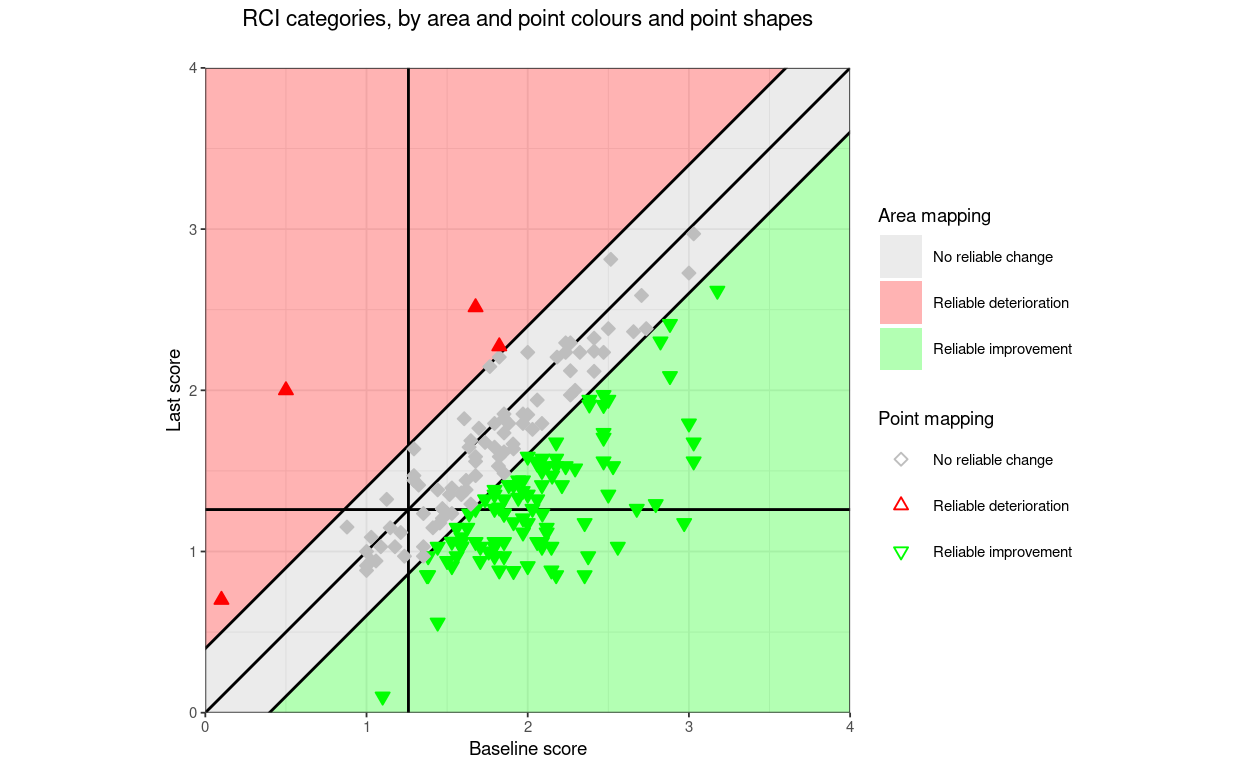 RCI categories, by area and point colours and point shapes
4
3
2
1
0
0 1 2 3 4
Last score
Baseline score
Area mapping
No reliable change
Reliable deterioration
Reliable improvement
Point mapping
No reliable change
Reliable deterioration
Reliable improvement